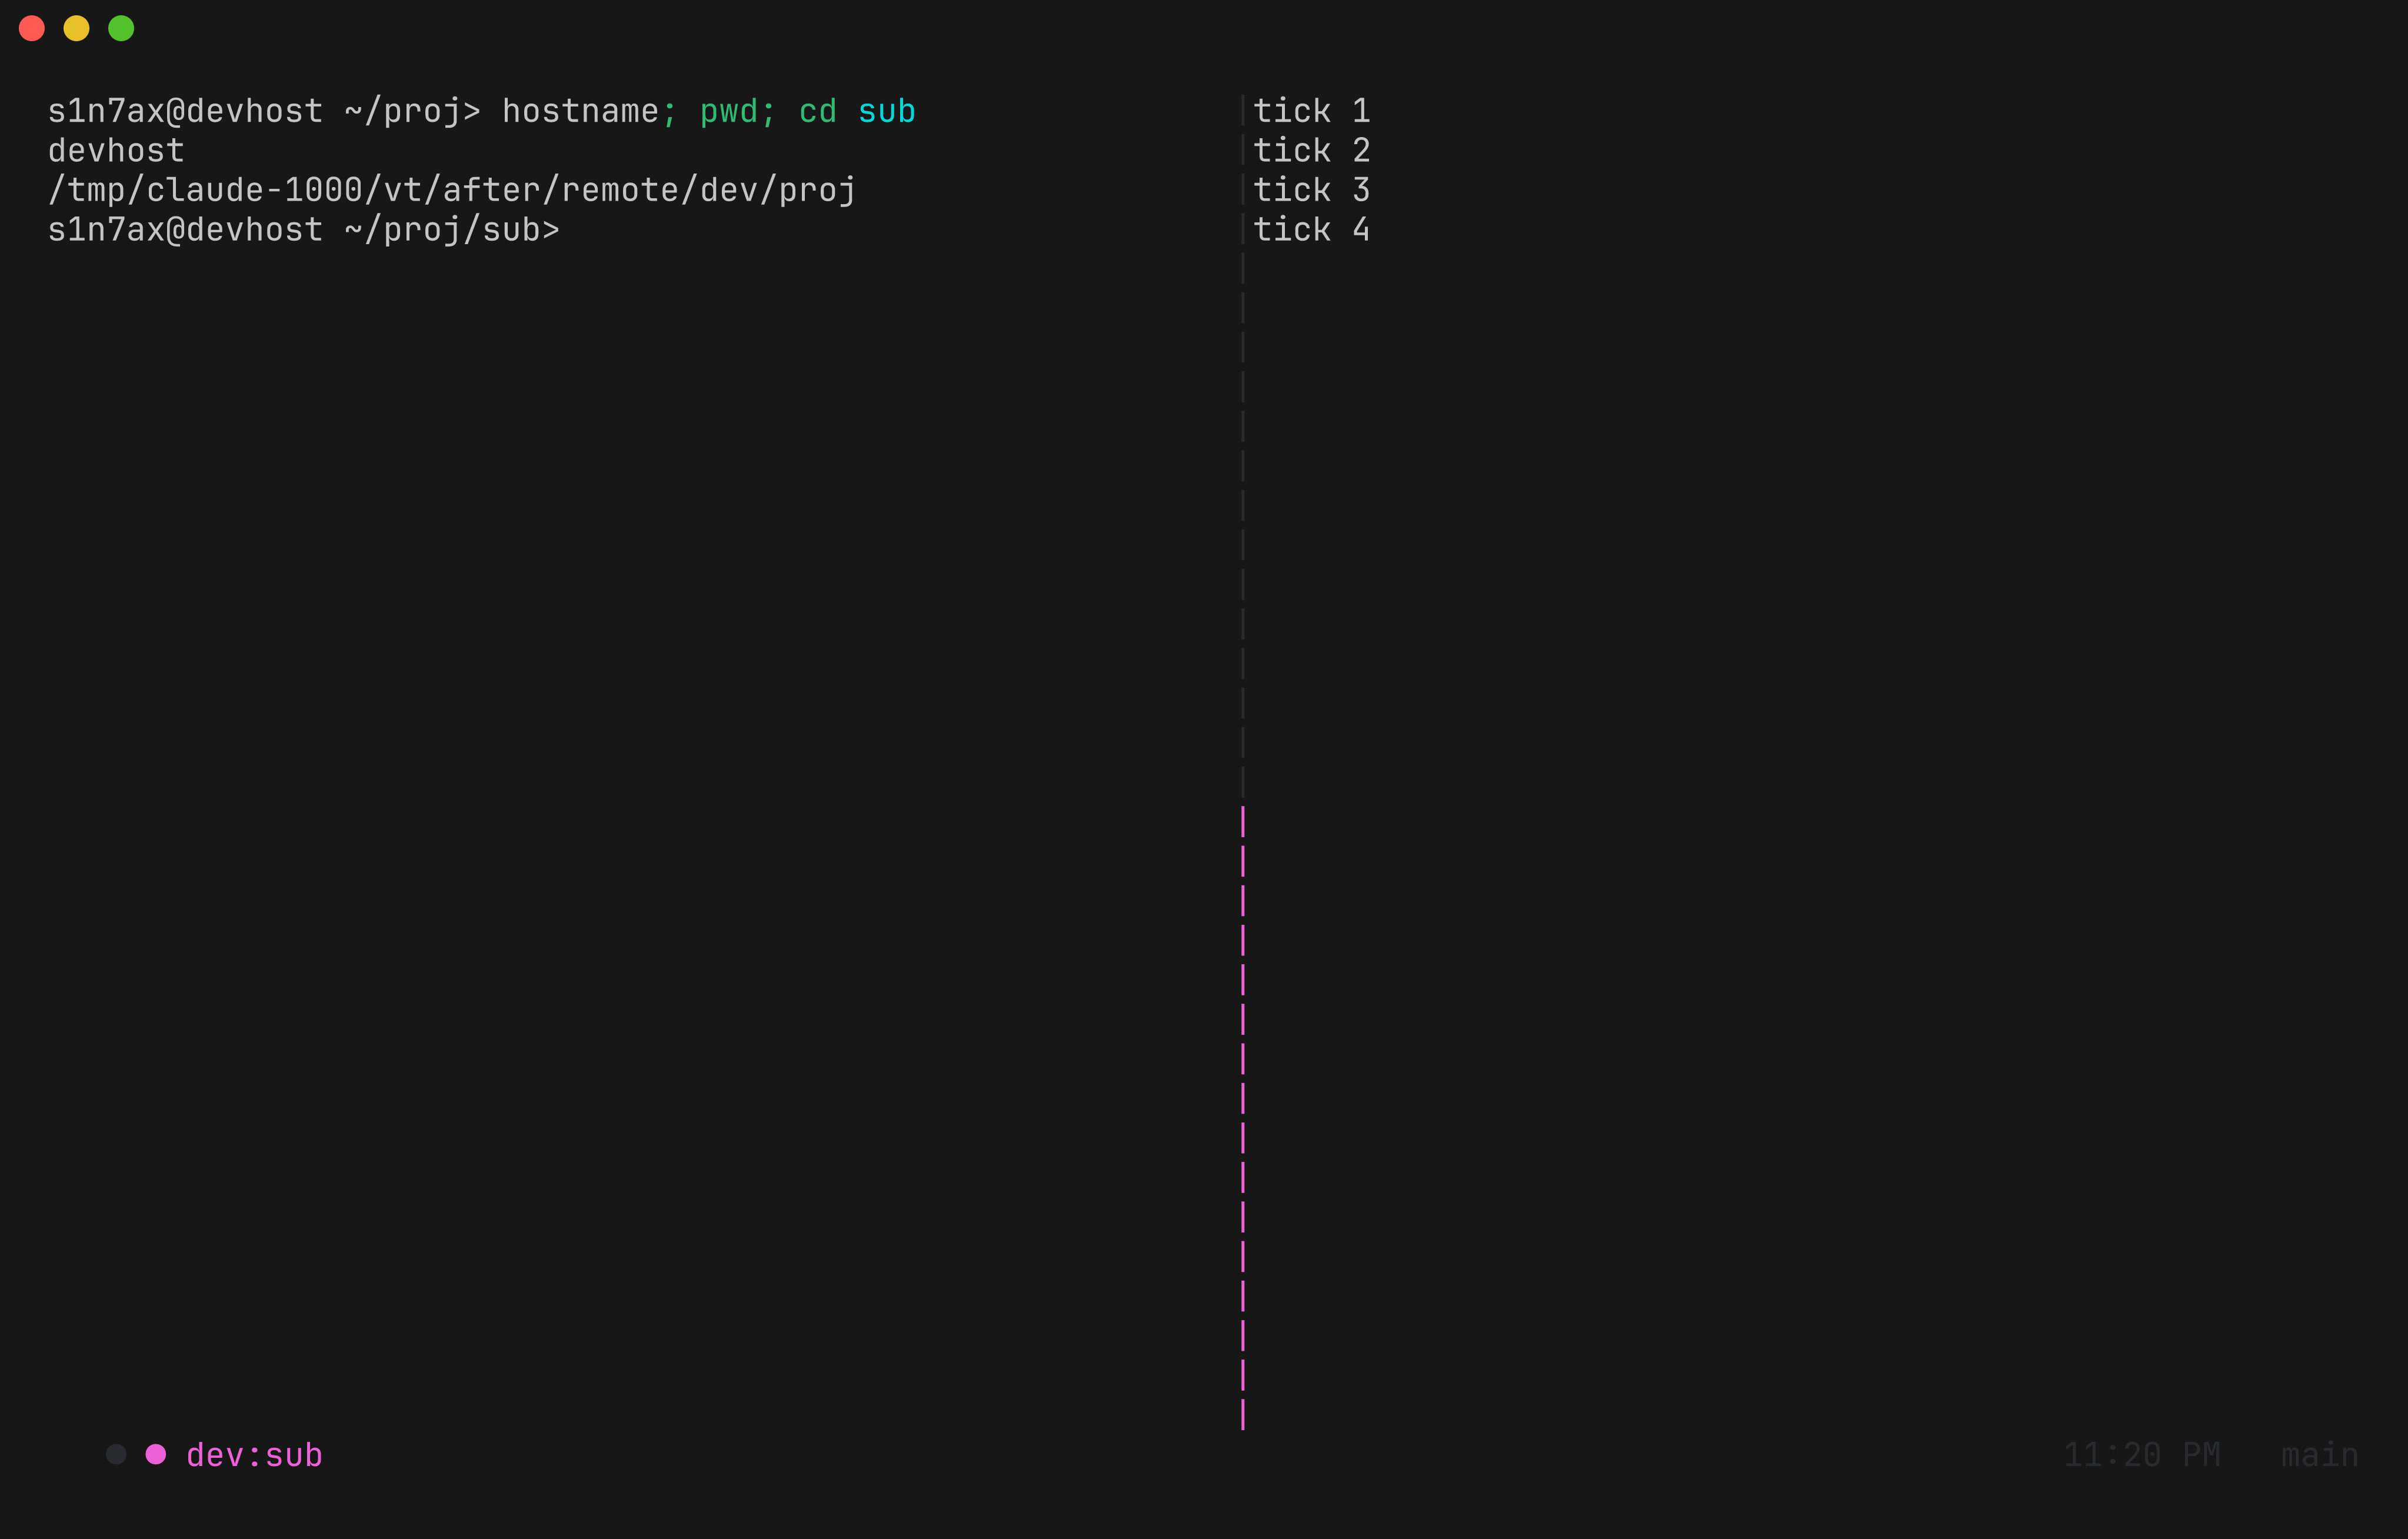 s1n7ax@devhost ~/proj> hostname; pwd; cd sub
devhost
/tmp/claude-1000/vt/after/remote/dev/proj
s1n7ax@devhost ~/proj/sub>
tick 1
tick 2
tick 3
tick 4
dev:sub
11:20 PM main